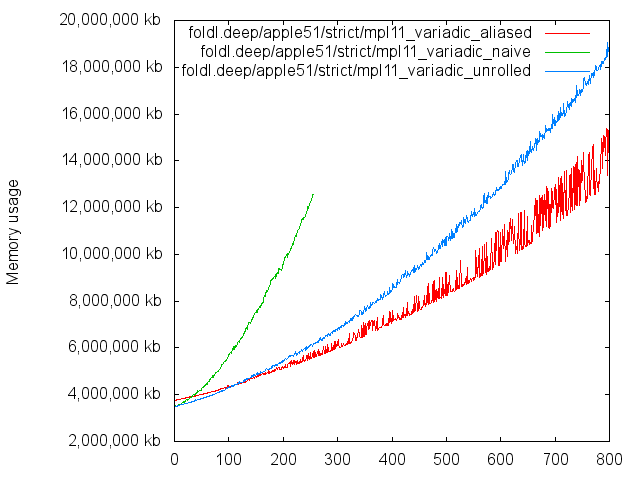 20,000,000 kb
18,000,000 kb
16,000,000 kb
14,000,000 kb
12,000,000 kb
10,000,000 kb
8,000,000 kb
6,000,000 kb
4,000,000 kb
2,000,000 kb
Memory usage
foldl.deep/apple51/strict/mpl11_variadic_aliased
foldl.deep/apple51/strict/mpl11_variadic_naive
foldl.deep/apple51/strict/mpl11_variadic_unrolled
0 100 200 300 400 500 600 700 800